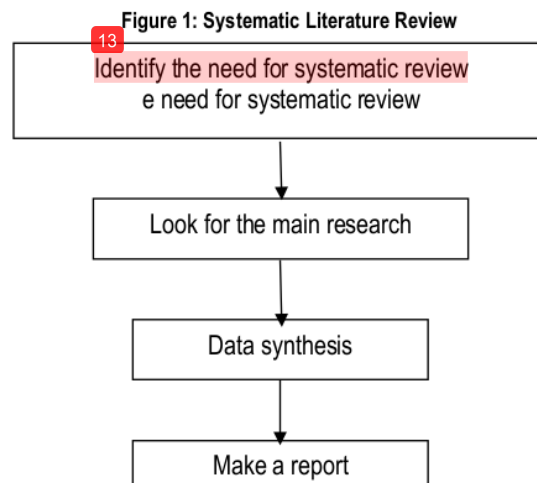 Figure 1: Systematic Literature Review
13
Identify the need for systematic review
e need for systematic review
Look for the main research
Data synthesis
Make a report